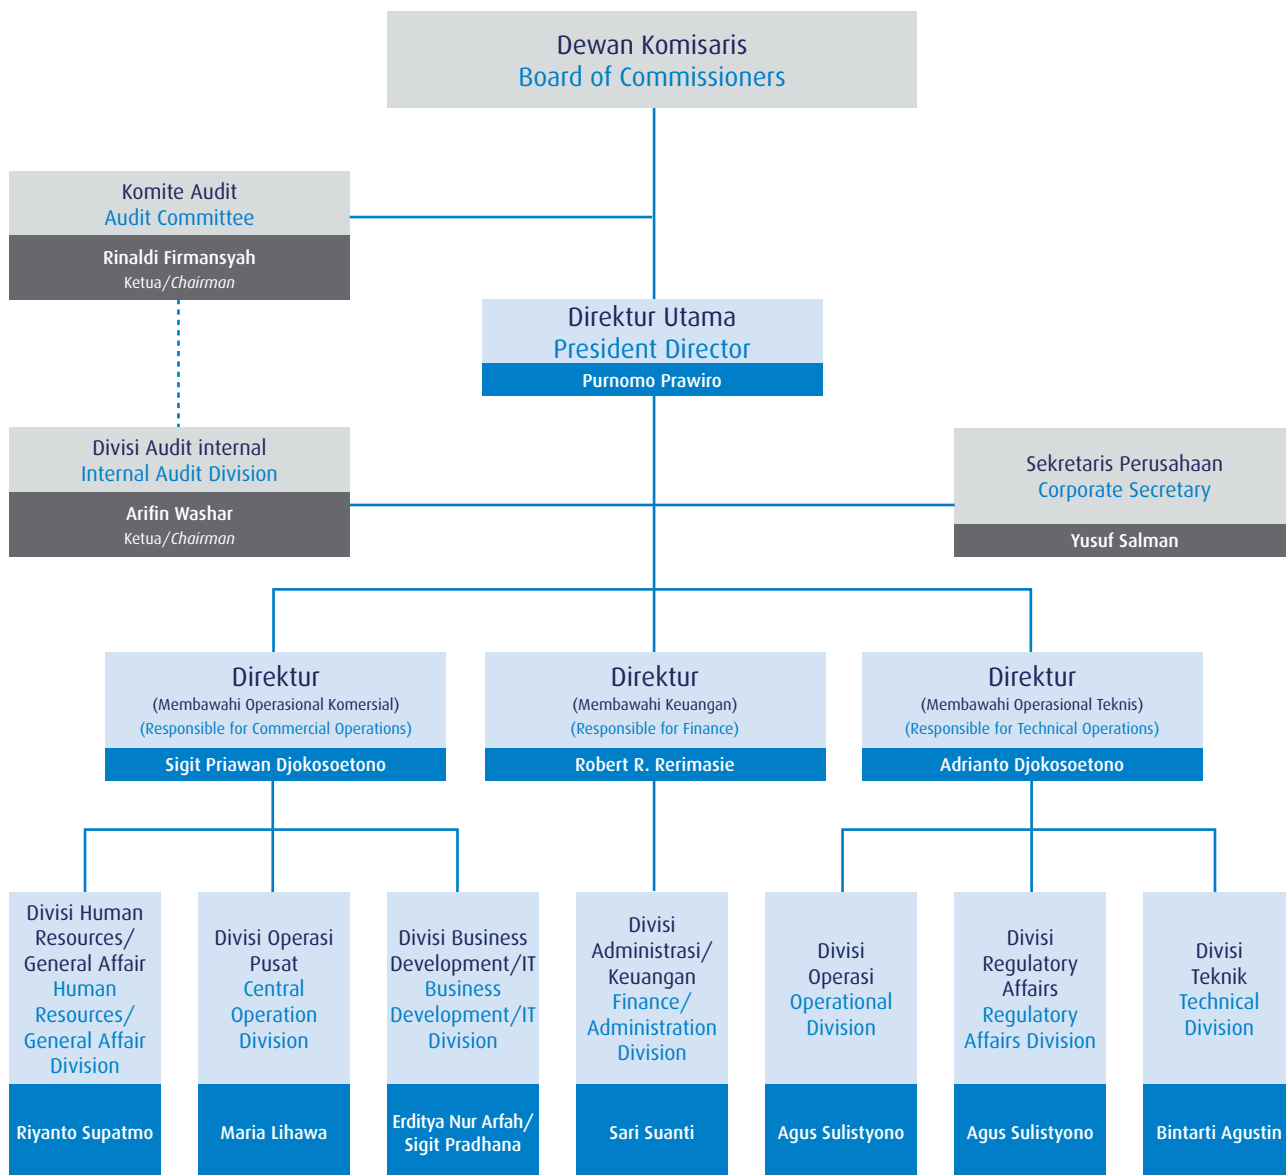 Dewan Komisaris
Board of Commissioners
Komite Audit
Audit Committee
Rinaldi Firmansyah
Ketua/Chairman
Direktur Utama
President Director
Purnomo Prawiro
Divisi Audit internal
Internal Audit Division
Arifin Washar
Ketua/Chairman
Sekretaris Perusahaan
Corporate Secretary
Yusuf Salman
Direktur
(Membawahi Operasional Komersial)
(Responsible for Commercial Operations)
Sigit Priawan Djokosoetono
Direktur
(Membawahi Keuangan)
(Responsible for Finance)
Robert R. Rerimasie
Direktur
(Membawahi Operasional Teknis)
(Responsible for Technical Operations)
Adrianto Djokosoetono
Divisi Human
Resources/
General Affair
Human
Resources/
General Affair
Division
Riyanto Supatmo
Divisi Operasi
Pusat
Central
Operation
Division
Maria Lihawa
Divisi Business
Development/IT
Business
Development/IT
Division
Erditya Nur Arfah/
Sigit Pradhana
Divisi
Administrasi/
Keuangan
Finance/
Administration
Division
Sari Suanti
Divisi
Operasi
Operational
Division
Agus Sulistyono
Divisi
Regulatory
Affairs
Regulatory
Affairs Division
Agus Sulistyono
Divisi
Teknik
Technical
Division
Bintarti Agustin